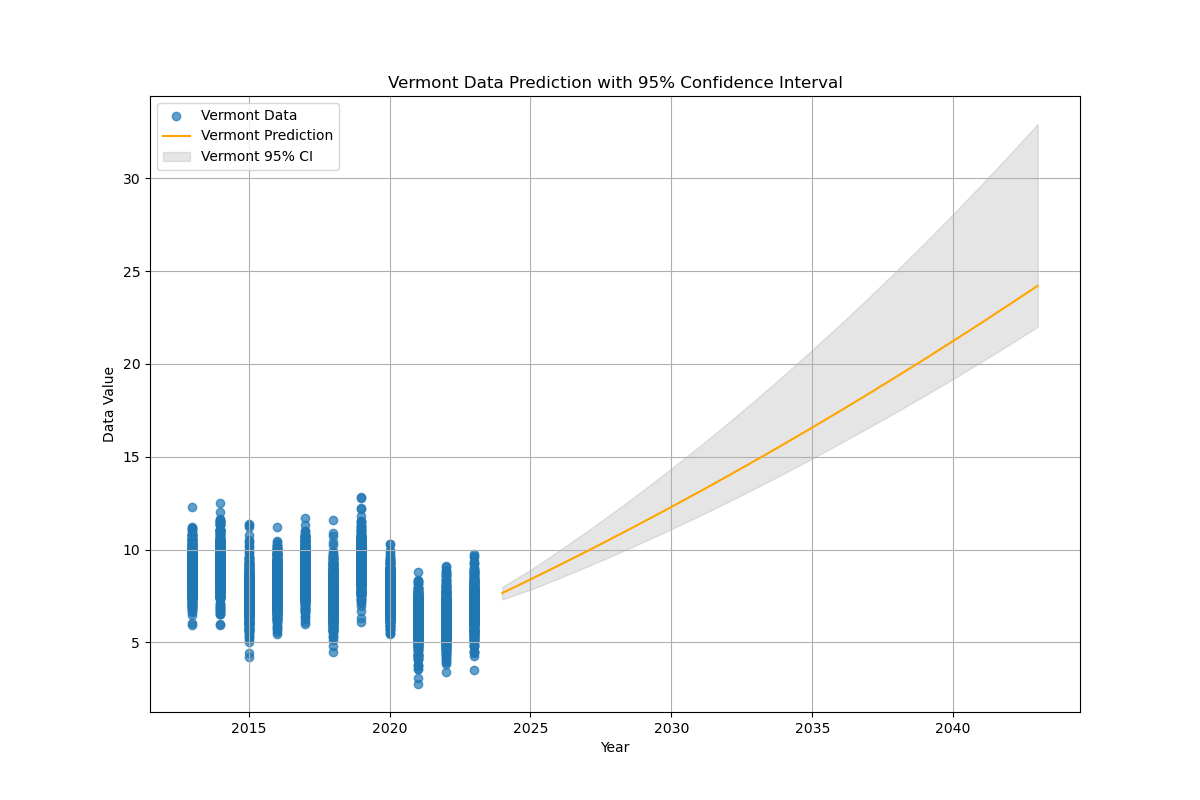 Vermont Data Prediction with 95% Confidence Interval
Vermont Data
Vermont Prediction
Vermont 95% CI
Data Value
30
25
20
15
10
5
2015 2020 2025 2030 2035 2040
Year